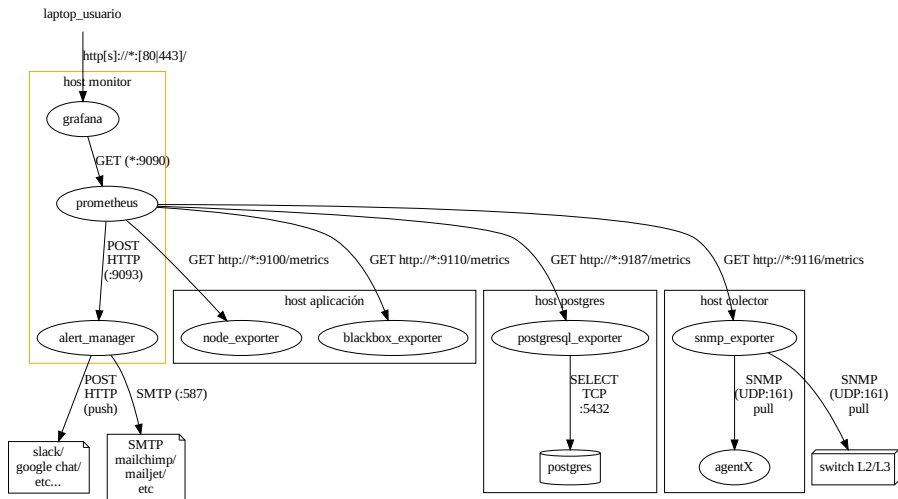 laptop_usuario
http[s]://*:[80|443]/
host monitor
grafana
GET (*:9090)
prometheus
POST
HTTP
(:9093)
GET http://*:9100/metrics
GET http://*:9110/metrics
GET http://*:9187/metrics
GET http://*:9116/metrics
host aplicación
host postgres
host colector
alert_manager
node_exporter
blackbox_exporter
postgresql_exporter
snmp_exporter
POST
HTTP
(push)
SMTP (:587)
SELECT
TCP
:5432
SNMP
(UDP:161)
pull
SNMP
(UDP:161)
pull
slack/
google chat/
etc...
SMTP
mailchimp/
mailjet/
etc
postgres
agentX
switch L2/L3